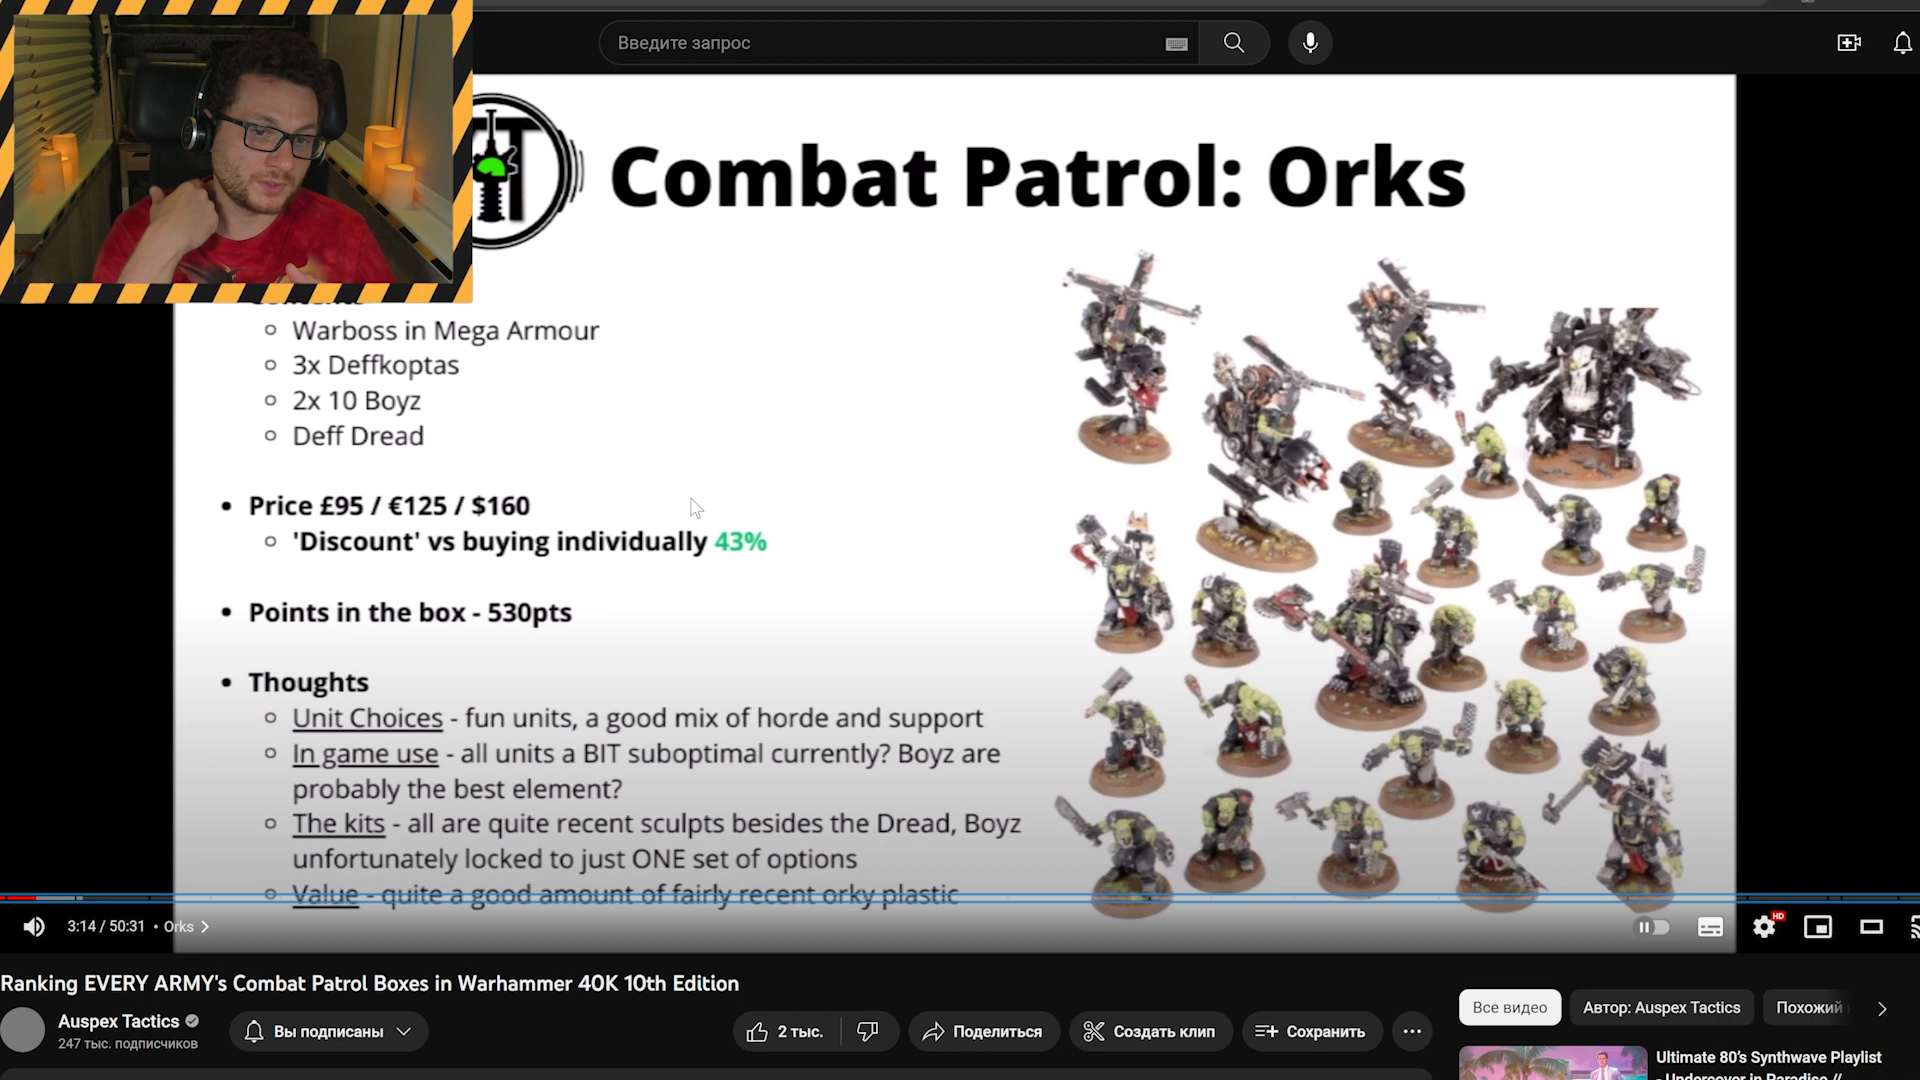 Введите запрос
Combat Patrol: Orks
Warboss in Mega Armour
3x Deffkoptas
2x 10 Boyz
Deff Dread
Price £95 / €125 / $160
'Discount' vs buying individually 43%
Points in the box - 530pts
Thoughts
Unit Choices - fun units, a good mix of horde and support
In game use - all units a BIT suboptimal currently? Boyz are
probably the best element?
The kits - all are quite recent sculpts besides the Dread, Boyz
unfortunately locked to just ONE set of options
Value - quite a good amount of fairly recent orky plastic
3:14 / 50:31 • Orks
HD
Ranking EVERY ARMY's Combat Patrol Boxes in Warhammer 40K 10th Edition
Auspex Tactics
247 тыс. подписчиков
Вы подписаны
2 тыс.
Поделиться
Создать клип
Сохранить
Все видео
Автор: Auspex Tactics
Похожий
Ultimate 80's Synthwave Playlist
- Undercover in Paradise //